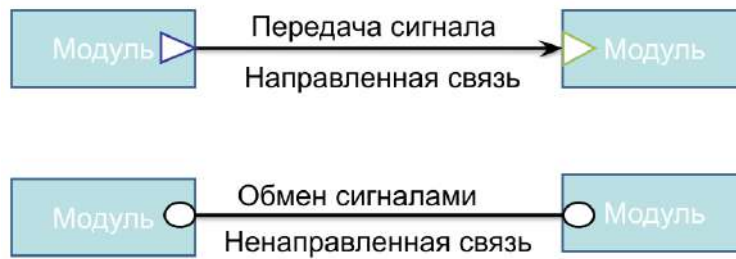 Модуль
Передача сигнала
Модуль
Направленная связь
Модуль
Обмен сигналами
Модуль
Ненаправленная связь